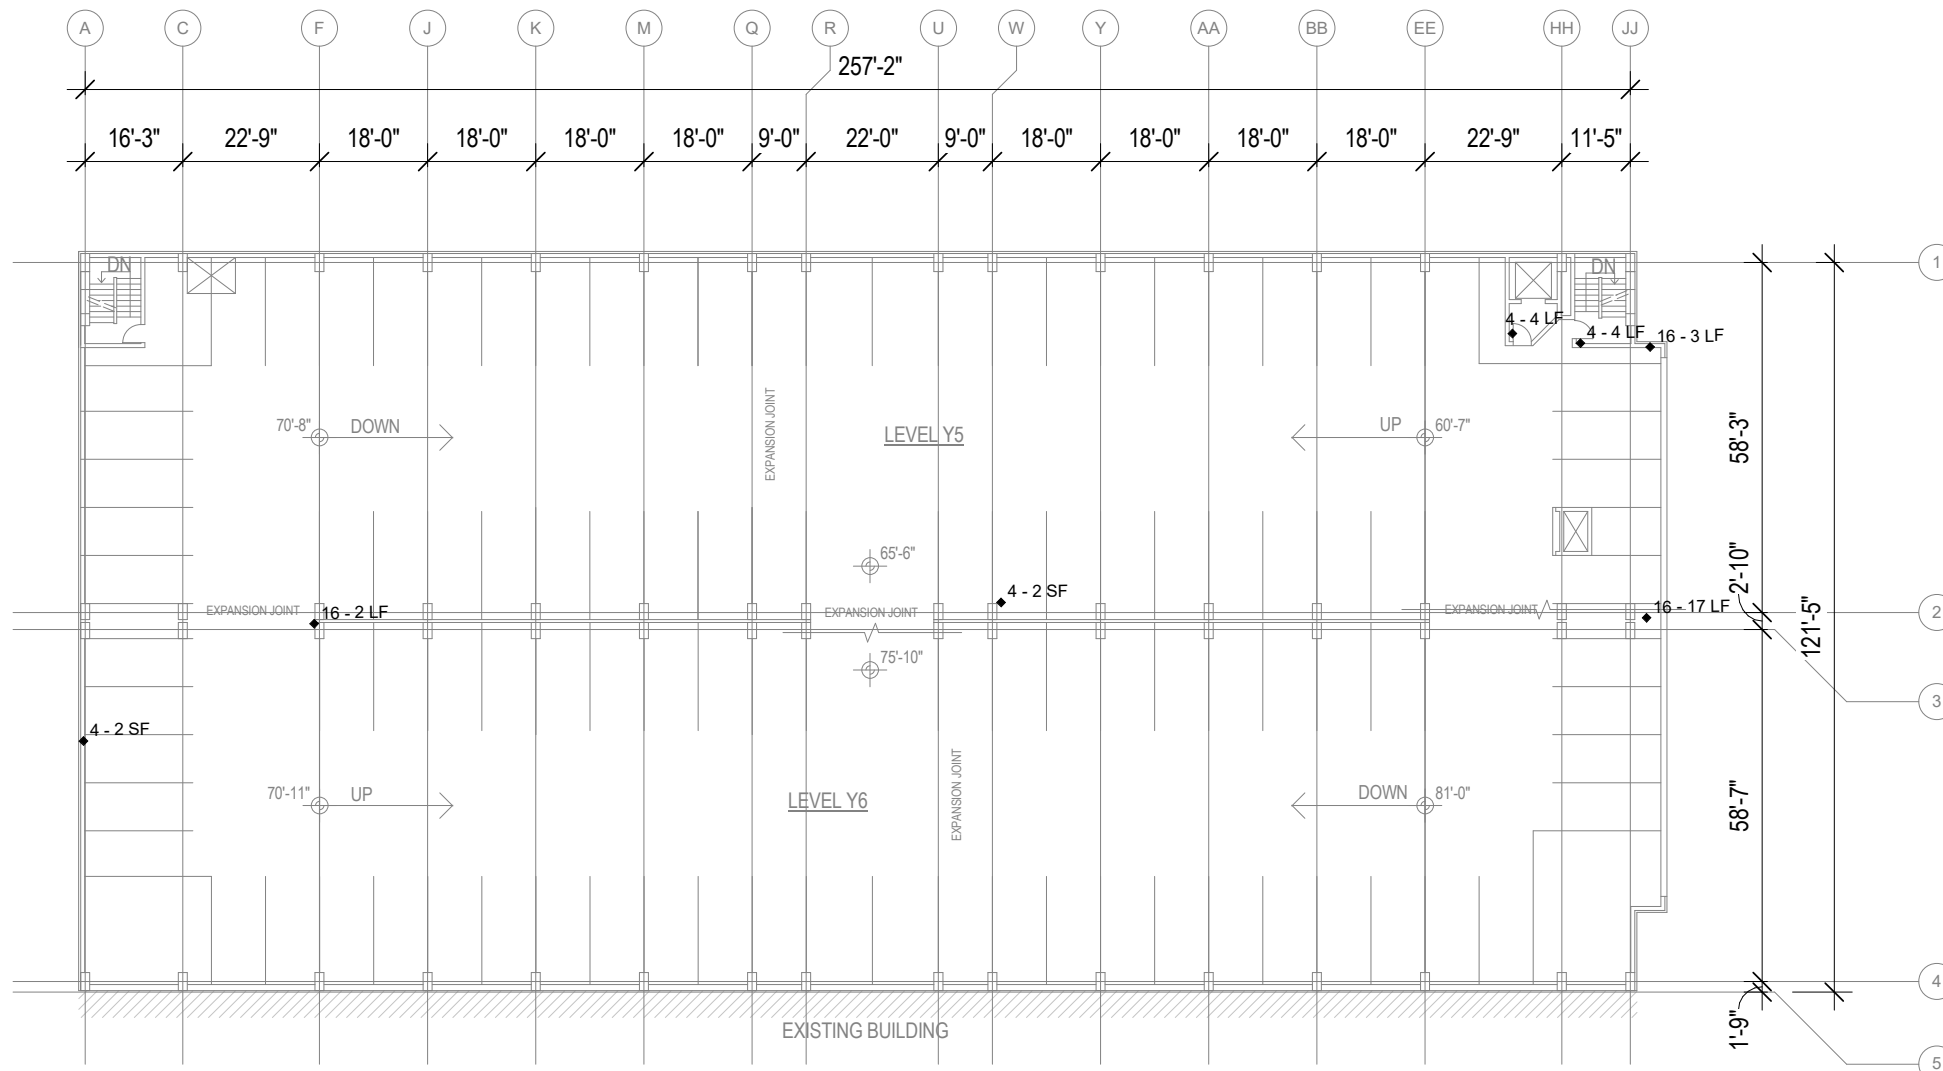 A C F J K M Q R U W Y AA BB EE HH JJ
257'-2"
16'-3" 22'-9" 18'-0" 18'-0" 18'-0" 18'-0" 9'-0" 22'-0" 9'-0" 18'-0" 18'-0" 18'-0" 18'-0" 22'-9" 11'-5"
1
DN
DN
4 - 4 LF
4 - 4 LF
16 - 3 LF
70'-8"
DOWN
EXPANSION JOINT
LEVEL Y5
UP
60'-7"
58'-3"
65'-6"
2'-10"
4 - 2 SF
EXPANSION JOINT
16 - 2 LF
EXPANSION JOINT
EXPANSION JOINT
16 - 17 LF
2
121'-5"
75'-10"
3
4 - 2 SF
70'-11"
UP
LEVEL Y6
EXPANSION JOINT
DOWN
81'-0"
58'-7"
4
EXISTING BUILDING
1'-9"
5